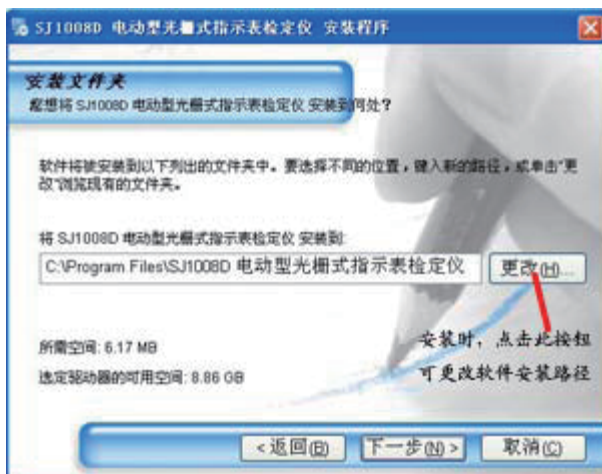 SJ1008D 电动型光栅式指示表检定仪 安装程序
安装文件夹
您想将 SJ1008D 电动型光栅式指示表检定仪 安装到何处?
软件将被安装到以下列出的文件夹中。要选择不同的位置,键入新的路径,或单击“更
改”浏览现有的文件夹。
将 SJ1008D 电动型光栅式指示表检定仪 安装到:
C:\Program Files\SJ1008D 电动型光栅式指示表检定仪
更改(H)...
安装时,点击此按钮
可更改软件安装路径
所需空间: 6.17 MB
选定驱动器的可用空间: 8.86 GB
<返回(B)
下一步(N)>
取消(C)